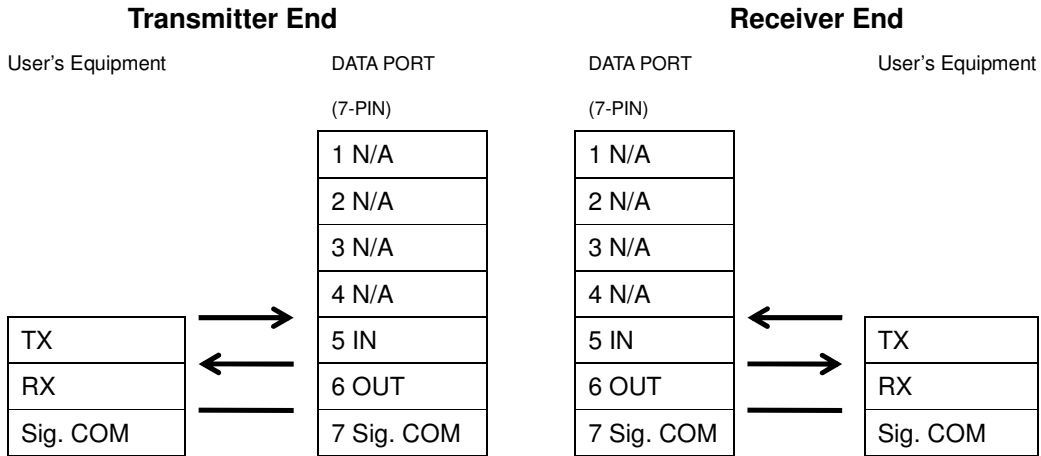 Transmitter End
Receiver End
User's Equipment
DATA PORT
DATA PORT
User's Equipment
(7-PIN)
(7-PIN)
1 N/A
1 N/A
2 N/A
2 N/A
3 N/A
3 N/A
4 N/A
4 N/A
TX
5 IN
5 IN
TX
RX
6 OUT
6 OUT
RX
Sig. COM
7 Sig. COM
7 Sig. COM
Sig. COM